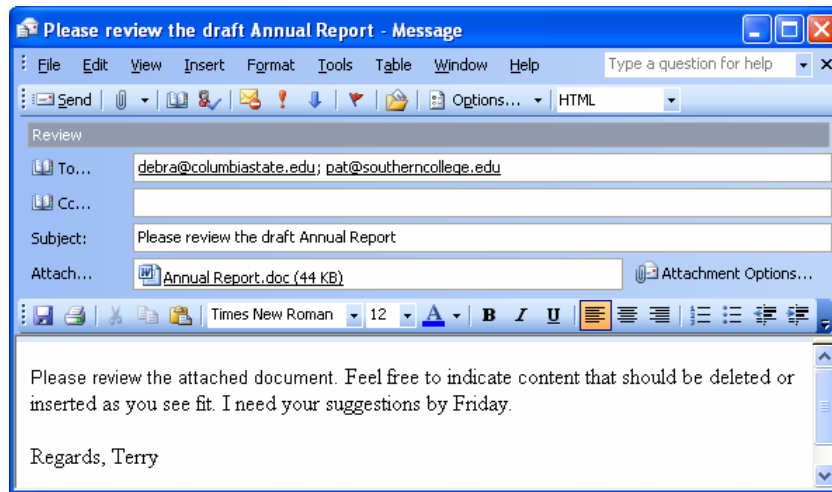 Please review the draft Annual Report - Message
File Edit View Insert Format Tools Table Window Help Type a question for help
Send Options... HTML
Review
To... debra@columbiastate.edu; pat@southerncollege.edu
Cc...
Subject: Please review the draft Annual Report
Attach... Annual Report.doc (44 KB) Attachment Options...
Times New Roman 12 A B I U
Please review the attached document. Feel free to indicate content that should be deleted or
inserted as you see fit. I need your suggestions by Friday.
Regards, Terry